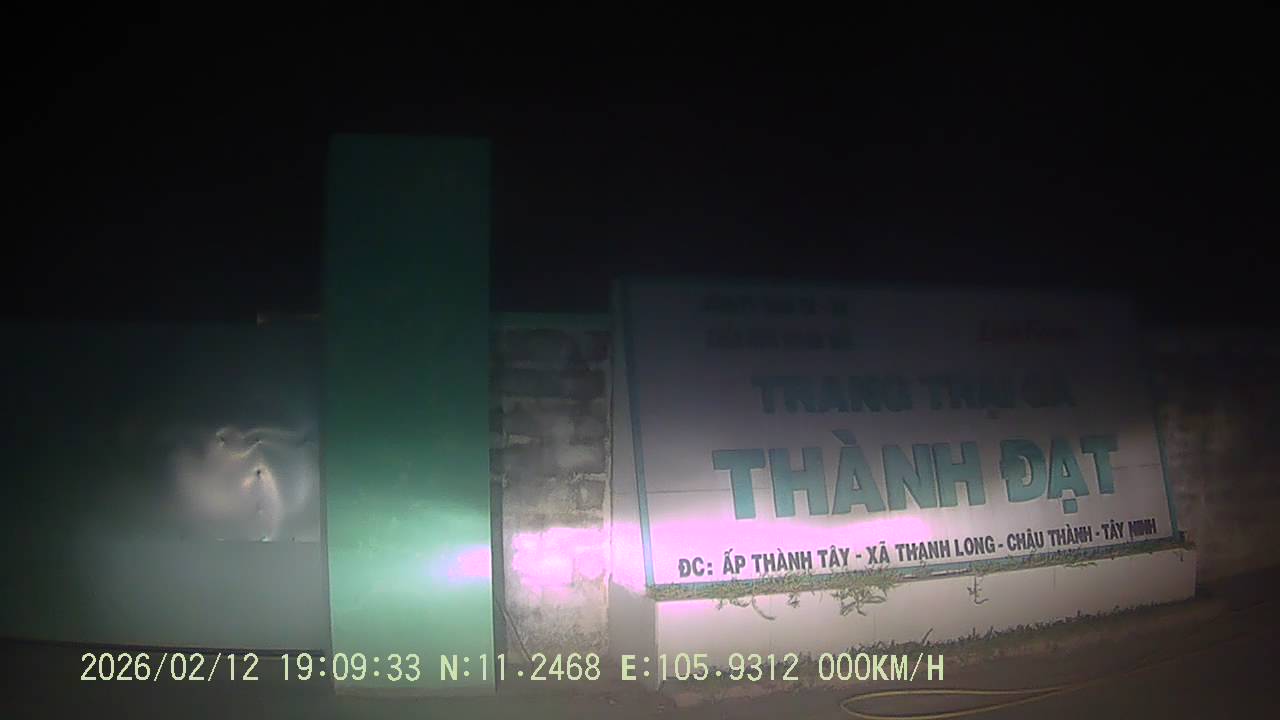 TRANG TRẠI GÀ
THÀNH ĐẠT
ĐC: ẤP THÀNH TÂY - XÃ THẠNH LONG - CHÂU THÀNH - TÂY NINH
2026/02/12 19:09:33 N:11.2468 E:105.9312 000KM/H